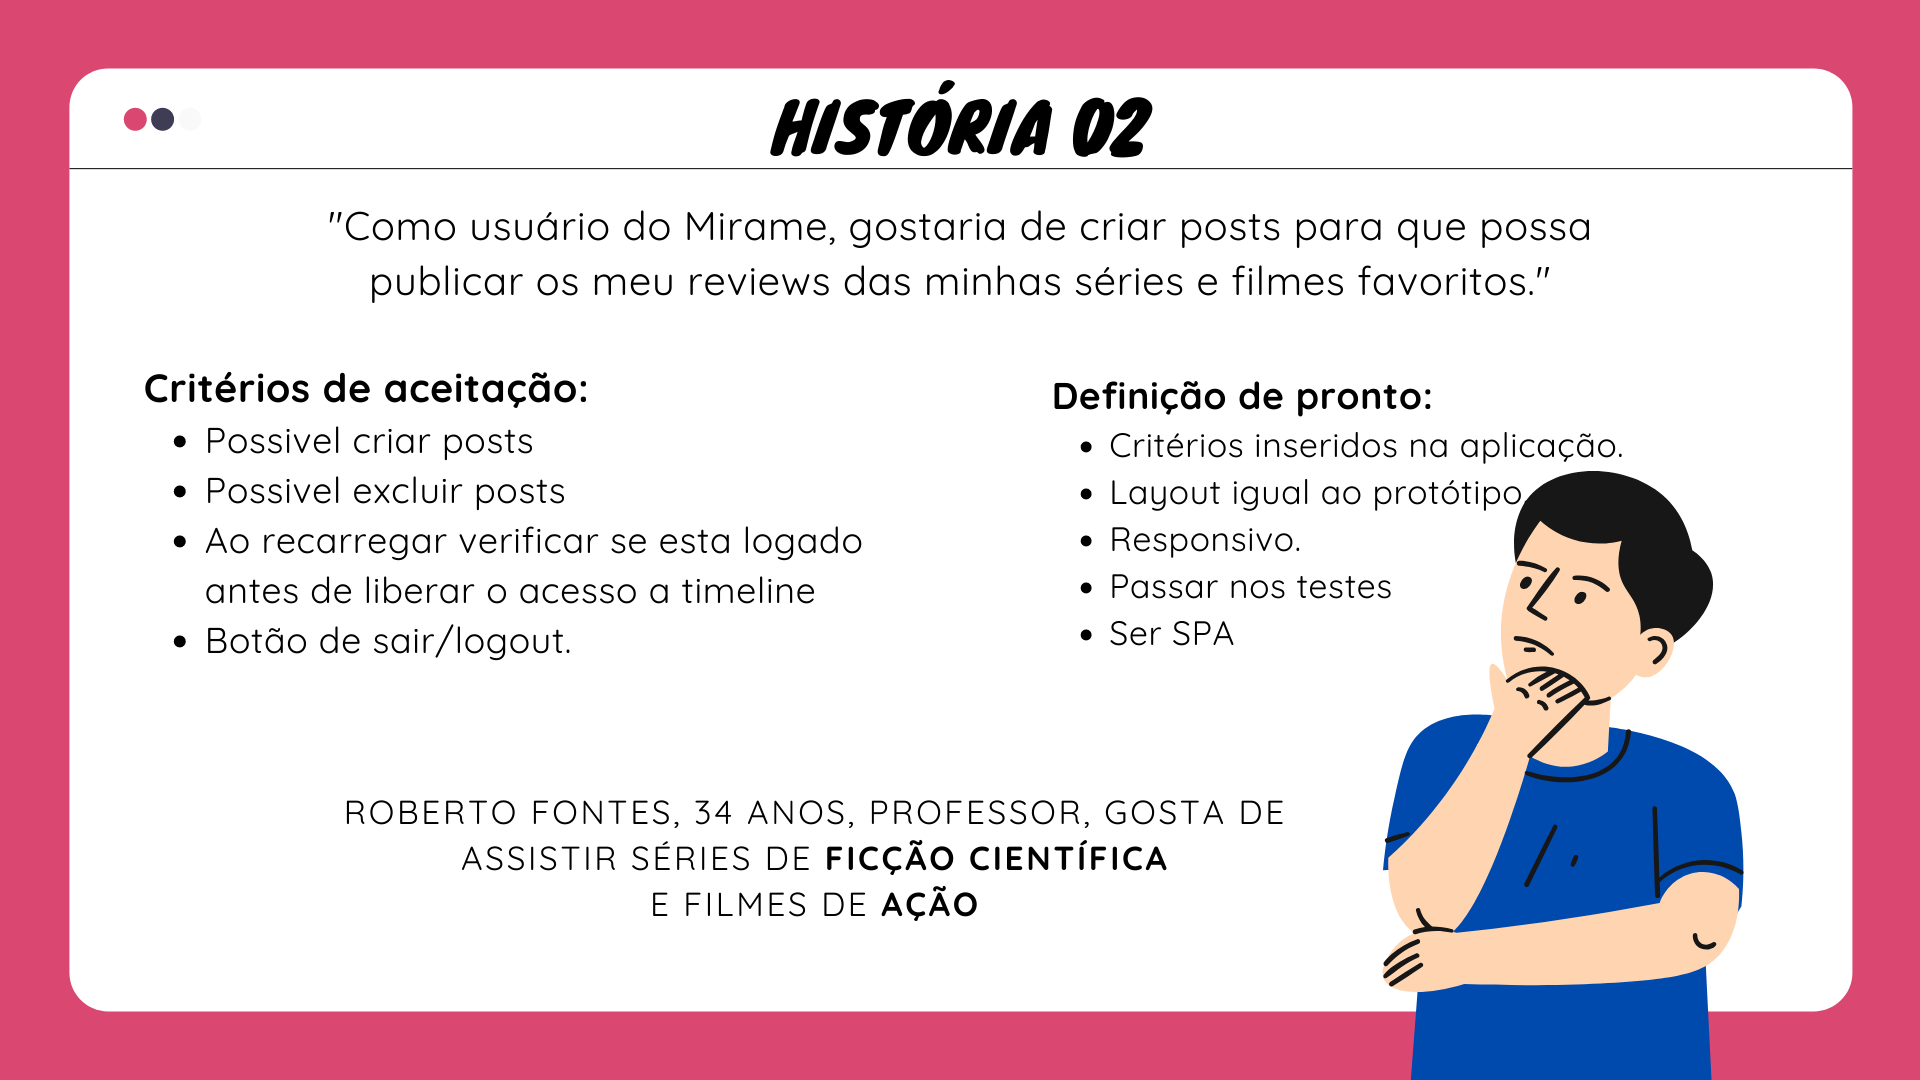 HISTÓRIA 02
"Como usuário do Mirame, gostaria de criar posts para que possa
publicar os meu reviews das minhas séries e filmes favoritos."
Critérios de aceitação:
• Possivel criar posts
• Possivel excluir posts
• Ao recarregar verificar se esta logado
antes de liberar o acesso a timeline
• Botão de sair/logout.
Definição de pronto:
• Critérios inseridos na aplicação.
• Layout igual ao protótipo.
• Responsivo.
• Passar nos testes
• Ser SPA
ROBERTO FONTES, 34 ANOS, PROFESSOR, GOSTA DE
ASSISTIR SÉRIES DE FICÇÃO CIENTÍFICA
E FILMES DE AÇÃO